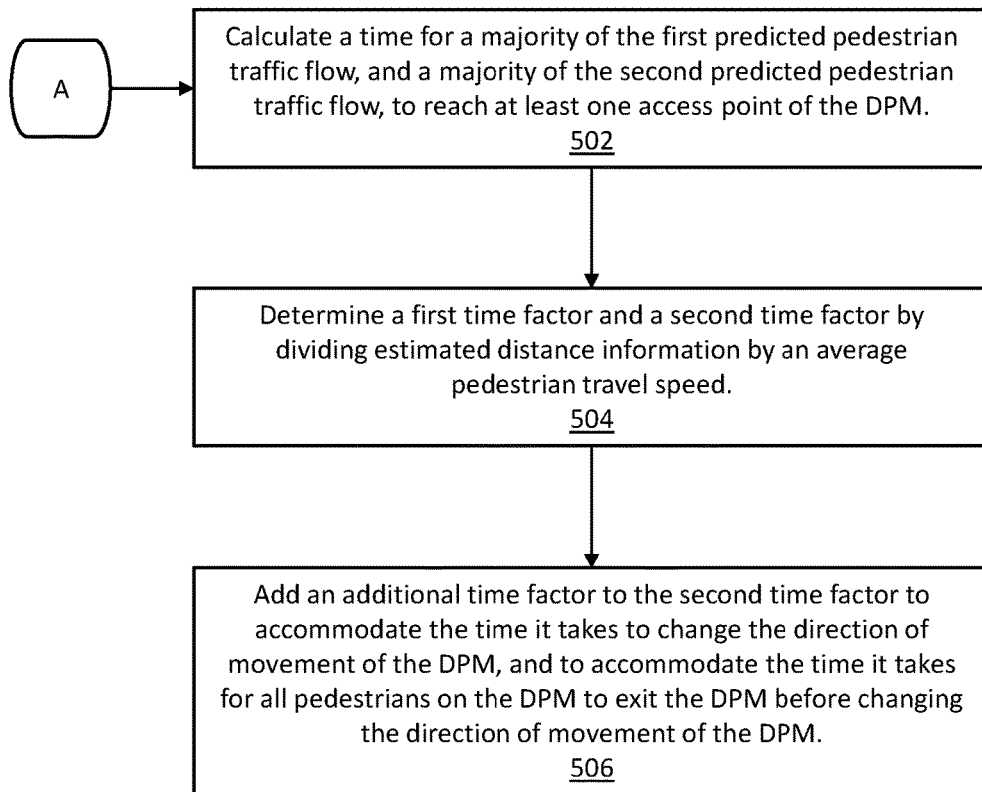 A
Calculate a time for a majority of the first predicted pedestrian
traffic flow, and a majority of the second predicted pedestrian
traffic flow, to reach at least one access point of the DPM.
502
Determine a first time factor and a second time factor by
dividing estimated distance information by an average
pedestrian travel speed.
504
Add an additional time factor to the second time factor to
accommodate the time it takes to change the direction of
movement of the DPM, and to accommodate the time it takes
for all pedestrians on the DPM to exit the DPM before changing
the direction of movement of the DPM.
506